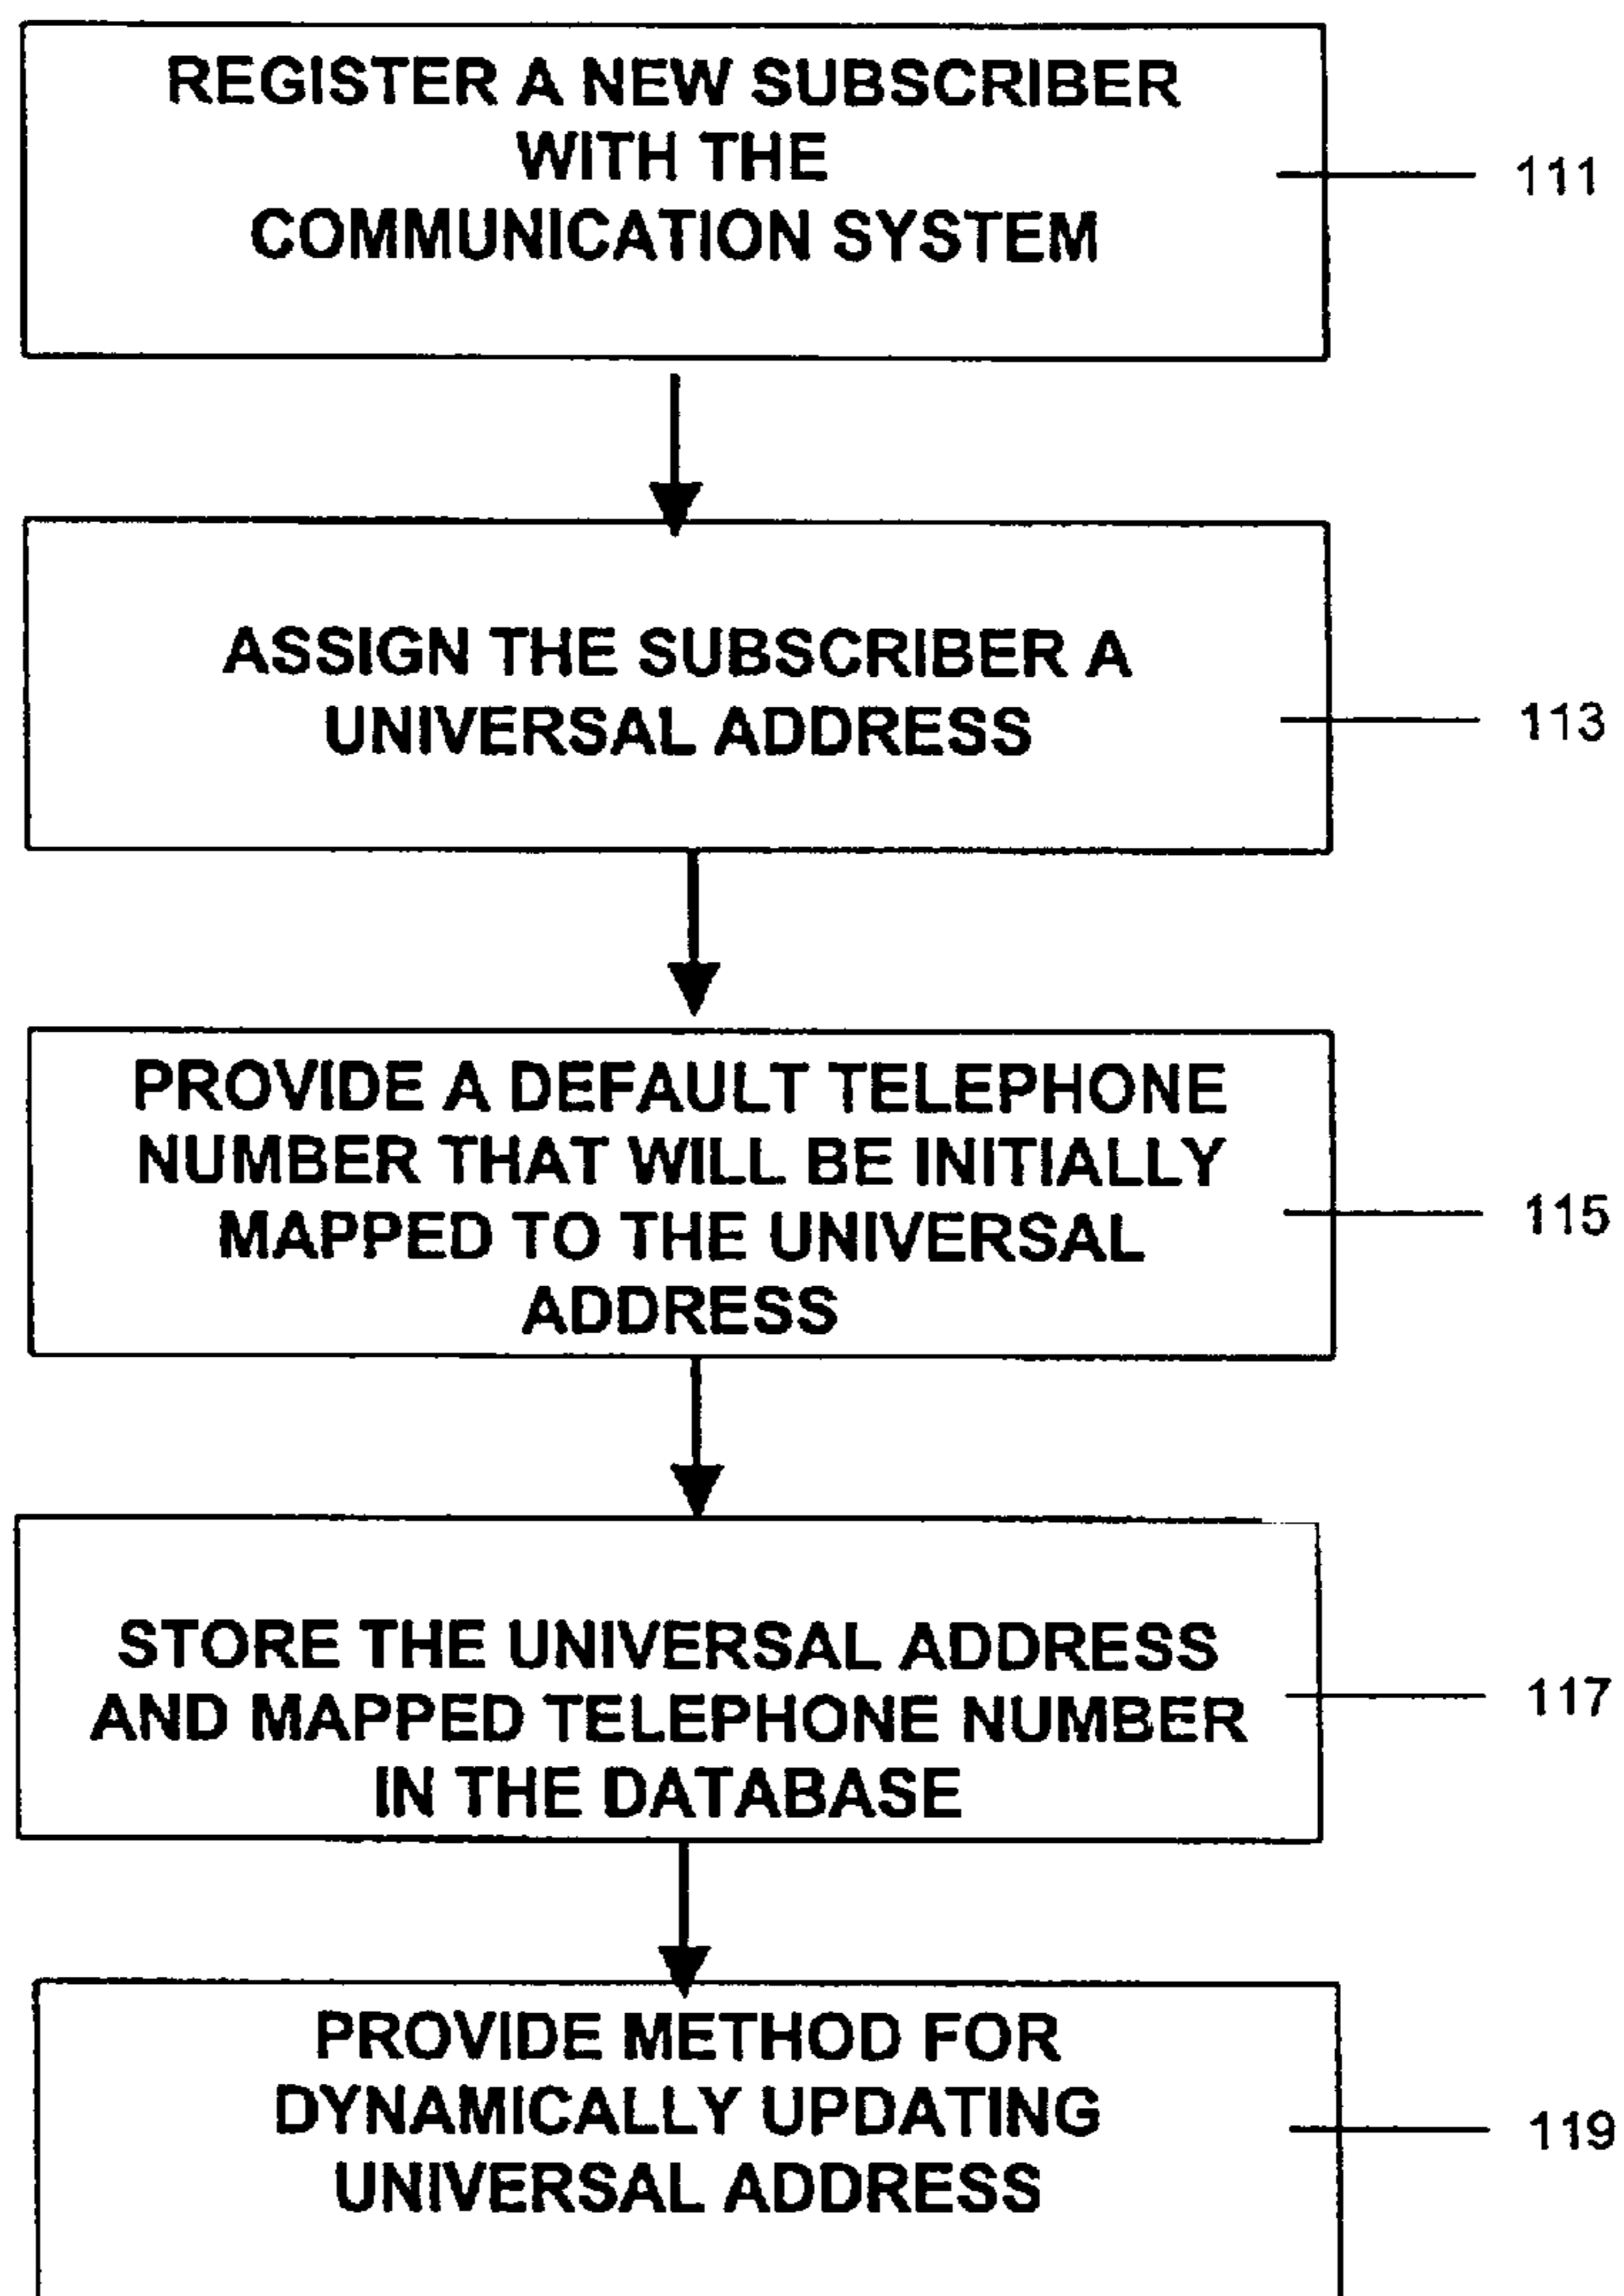 REGISTER A NEW SUBSCRIBER
WITH THE
COMMUNICATION SYSTEM
111
ASSIGN THE SUBSCRIBER A
UNIVERSAL ADDRESS
113
PROVIDE A DEFAULT TELEPHONE
NUMBER THAT WILL BE INITIALLY
MAPPED TO THE UNIVERSAL
ADDRESS
115
STORE THE UNIVERSAL ADDRESS
AND MAPPED TELEPHONE NUMBER
IN THE DATABASE
117
PROVIDE METHOD FOR
DYNAMICALLY UPDATING
UNIVERSAL ADDRESS
119